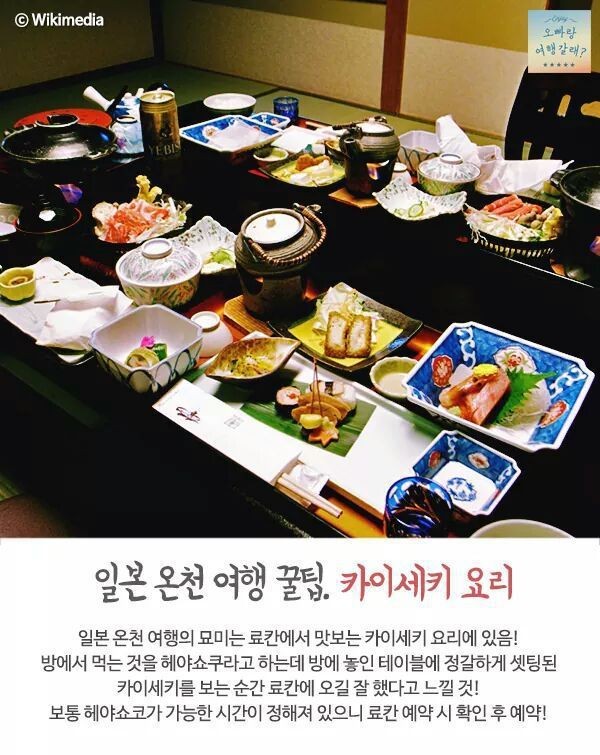 © Wikimedia
Enjoy
오빠랑
여행갈래?
★★★★★
YEBIS
일본 온천 여행 꿀팁. 카이세키 요리
일본 온천 여행의 묘미는 료칸에서 맛보는 카이세키 요리에 있음!
방에서 먹는 것을 헤야쇼쿠라고 하는데 방에 놓인 테이블에 정갈하게 셋팅된
카이세키를 보는 순간 료칸에 오길 잘 했다고 느낄 것!
보통 헤야쇼코가 가능한 시간이 정해져 있으니 료칸 예약 시 확인 후 예약!